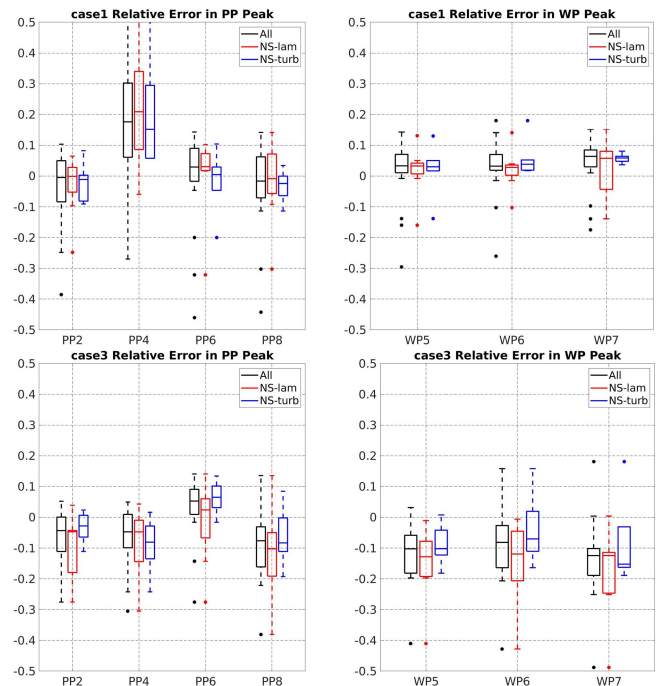 case1 Relative Error in PP Peak
0.5
0.4
0.3
0.2
0.1
0
-0.1
-0.2
-0.3
-0.4
-0.5
All
NS-lam
NS-turb
PP2 PP4 PP6 PP8
case1 Relative Error in WP Peak
0.5
0.4
0.3
0.2
0.1
0
-0.1
-0.2
-0.3
-0.4
-0.5
All
NS-lam
NS-turb
WP5 WP6 WP7
case3 Relative Error in PP Peak
0.5
0.4
0.3
0.2
0.1
0
-0.1
-0.2
-0.3
-0.4
-0.5
All
NS-lam
NS-turb
PP2 PP4 PP6 PP8
case3 Relative Error in WP Peak
0.5
0.4
0.3
0.2
0.1
0
-0.1
-0.2
-0.3
-0.4
-0.5
All
NS-lam
NS-turb
WP5 WP6 WP7